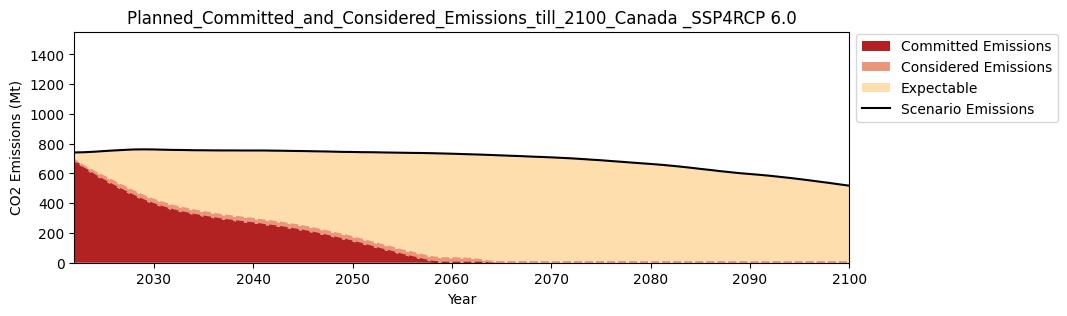 Planned_Committed_and_Considered_Emissions_till_2100_Canada _SSP4RCP 6.0
CO2 Emissions (Mt)
1400
1200
1000
800
600
400
200
0
2030
2040
2050
2060
2070
2080
2090
2100
Year
Committed Emissions
Considered Emissions
Expectable
Scenario Emissions